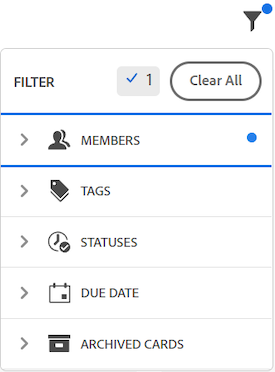 FILTER 1 Clear All
MEMBERS
TAGS
STATUSES
DUE DATE
ARCHIVED CARDS